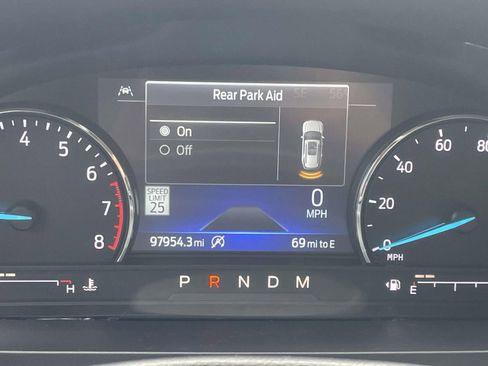 Rear Park Aid
On
Off
SPEED
LIMIT
25
0
MPH
97954.3 mi
69 mi to E
P R N D M
4
5
6
7
8
H
0
20
40
60
80
MPH
E